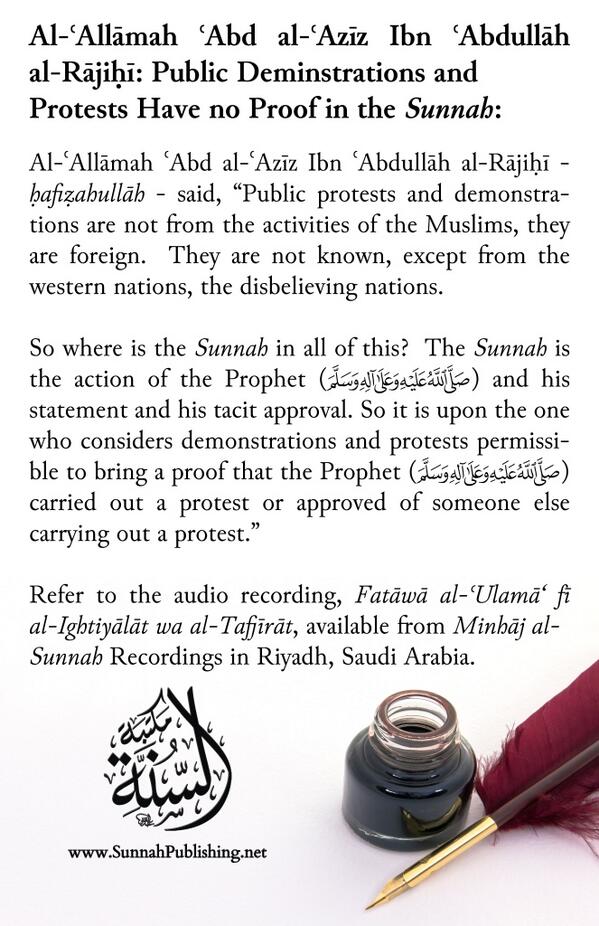 Al-ʿAllāmah ʿAbd al-ʿAzīz Ibn ʿAbdullāh
al-Rājiḥī: Public Deminstrations and
Protests Have no Proof in the Sunnah:
Al-ʿAllāmah ʿAbd al-ʿAzīz Ibn ʿAbdullāh al-Rājiḥī -
ḥafiẓahullāh - said, “Public protests and demonstra-
tions are not from the activities of the Muslims, they
are foreign.  They are not known, except from the
western nations, the disbelieving nations.
So where is the Sunnah in all of this?  The Sunnah is
the action of the Prophet (صَلَّى اللَّهُ عَلَيْهِ وَعَلَى آلِهِ وَسَلَّمَ) and his
statement and his tacit approval. So it is upon the one
who considers demonstrations and protests permissi-
ble to bring a proof that the Prophet (صَلَّى اللَّهُ عَلَيْهِ وَعَلَى آلِهِ وَسَلَّمَ)
carried out a protest or approved of someone else
carrying out a protest.”
Refer to the audio recording, Fatāwā al-ʿUlamāʿ fī
al-Ightiyālāt wa al-Tafjīrāt, available from Minhāj al-
Sunnah Recordings in Riyadh, Saudi Arabia.
مكتبة
السنة
www.SunnahPublishing.net